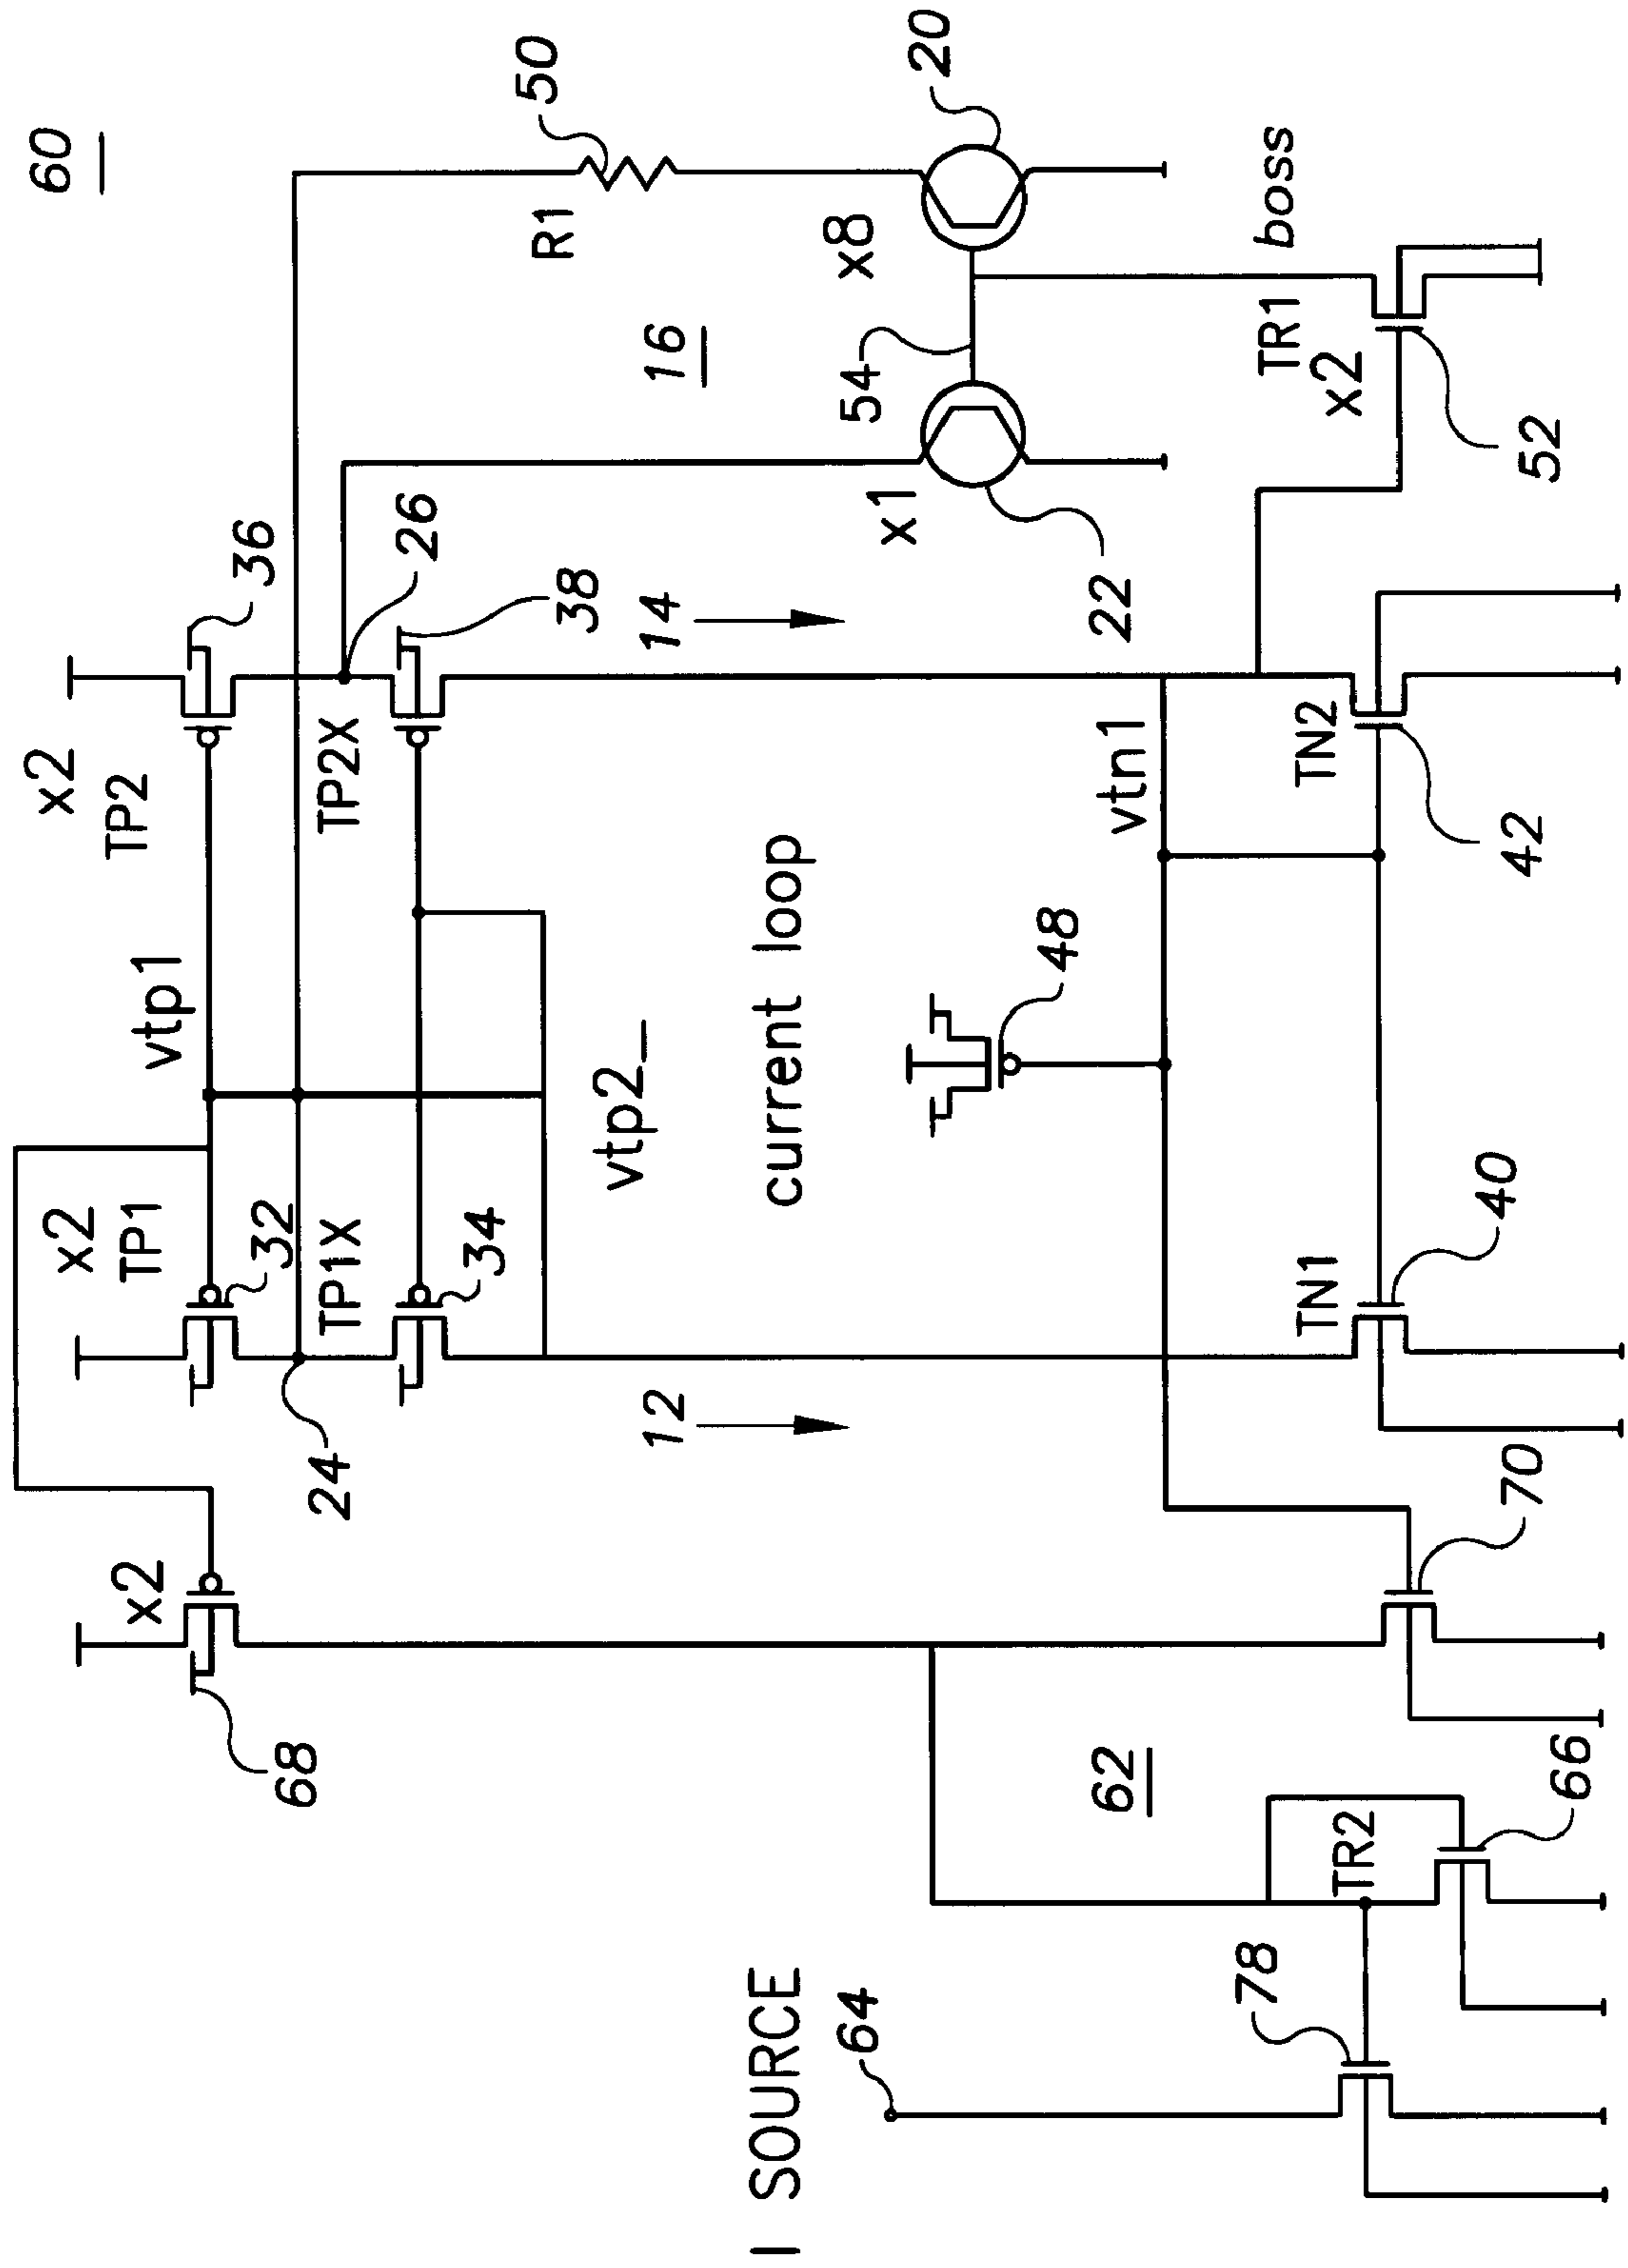 60
50
R1
20
x8
16
54
x1
22
boss
TR1
x2
52
36
26
38
14
x2
TP2
TP2X
vtn1
TN2
42
vtp1
vtp2_
current loop
48
x2
TP1
32
TP1X
34
TN1
40
24
12
70
x2
68
62
TR2
66
I SOURCE
64
78